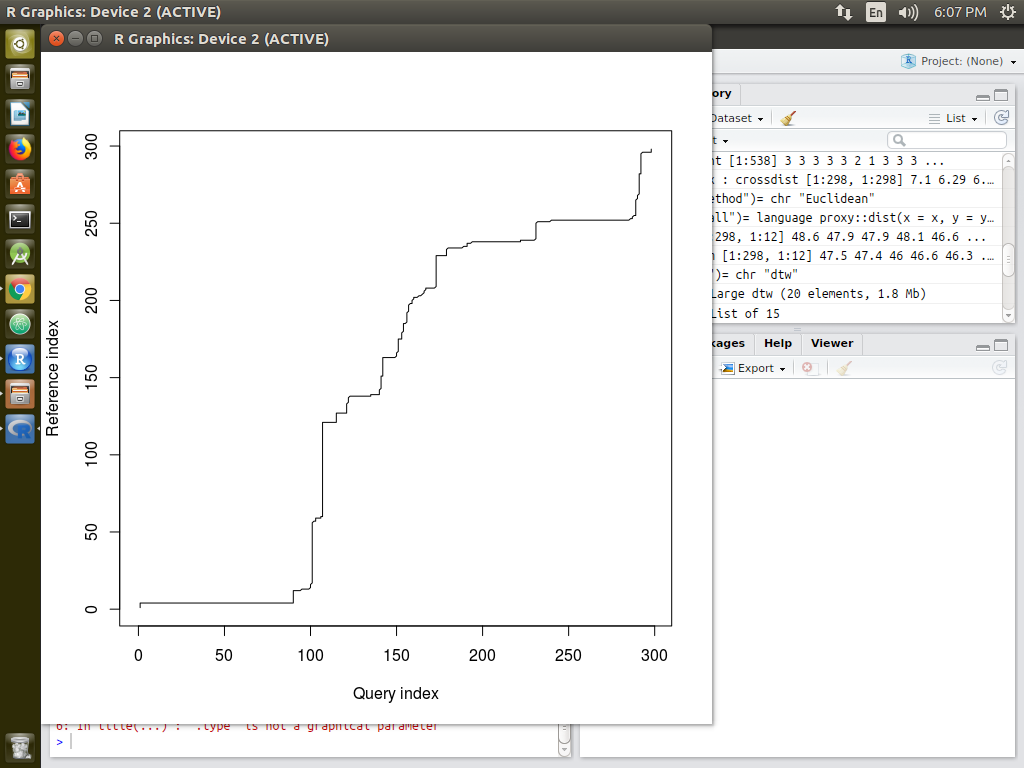 R Graphics: Device 2 (ACTIVE)
En
6:07 PM
R Graphics: Device 2 (ACTIVE)
Project: (None)
ory
Dataset
List
t
nt [1:538] 3 3 3 3 3 2 1 3 3 3 ...
: crossdist [1:298, 1:298] 7.1 6.29 6.…
ethod")= chr "Euclidean"
all")= language proxy::dist(x = x, y = y…
298, 1:12] 48.6 47.9 47.9 48.1 46.6 ...
[1:298, 1:12] 47.5 47.4 46 46.6 46.3 ...
")= chr "dtw"
Large dtw (20 elements, 1.8 Mb)
List of 15
kages
Help
Viewer
Export
300
250
200
150
100
50
0
Reference index
0 50 100 150 200 250 300
Query index
6: In title(...) : ".type" is not a graphical parameter
>